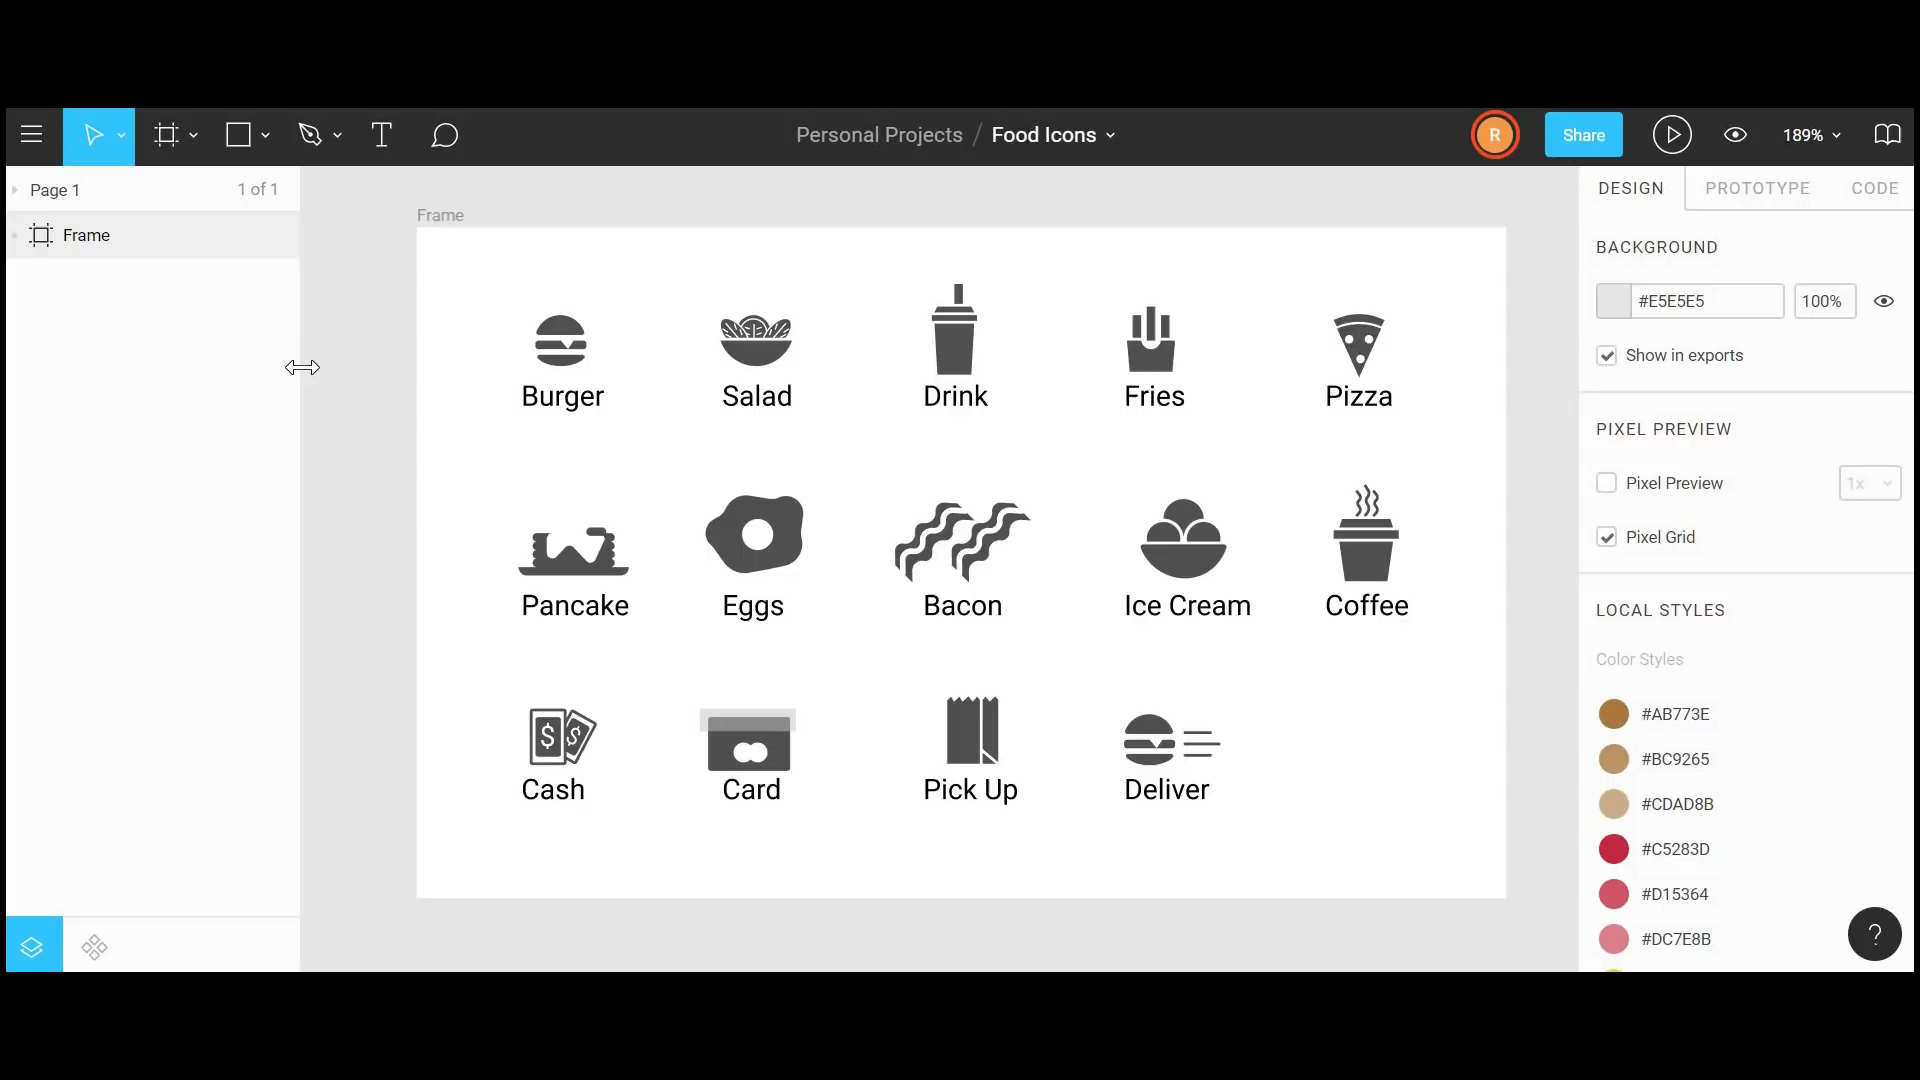 Personal Projects / Food Icons
R
Share
189%
Page 1
1 of 1
Frame
Frame
Burger
Salad
Drink
Fries
Pizza
Pancake
Eggs
Bacon
Ice Cream
Coffee
$ $
Cash
Card
Pick Up
Deliver
DESIGN
PROTOTYPE
CODE
BACKGROUND
#E5E5E5
100%
Show in exports
PIXEL PREVIEW
Pixel Preview
1x
Pixel Grid
LOCAL STYLES
Color Styles
#AB773E
#BC9265
#CDAD8B
#C5283D
#D15364
#DC7E8B
?